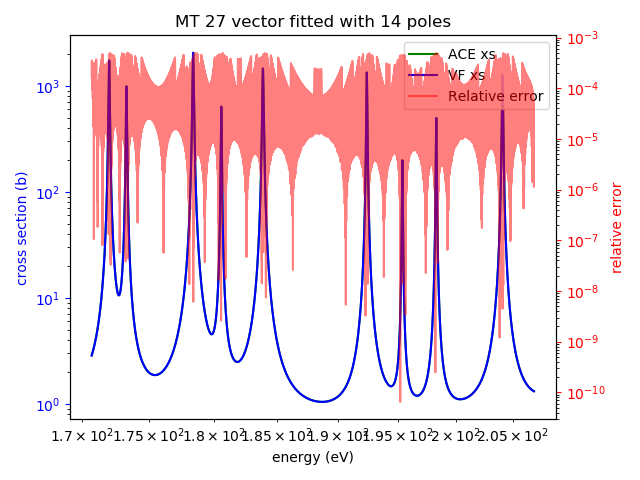 MT 27 vector fitted with 14 poles
ACE xs
VF xs
Relative error
cross section (b)
10³
10²
10¹
10⁰
relative error
10⁻³
10⁻⁴
10⁻⁵
10⁻⁶
10⁻⁷
10⁻⁸
10⁻⁹
10⁻¹⁰
1.7 × 10² 1.75 × 10² 1.8 × 10² 1.85 × 10² 1.9 × 10² 1.95 × 10² 2 × 10² 2.05 × 10²
energy (eV)